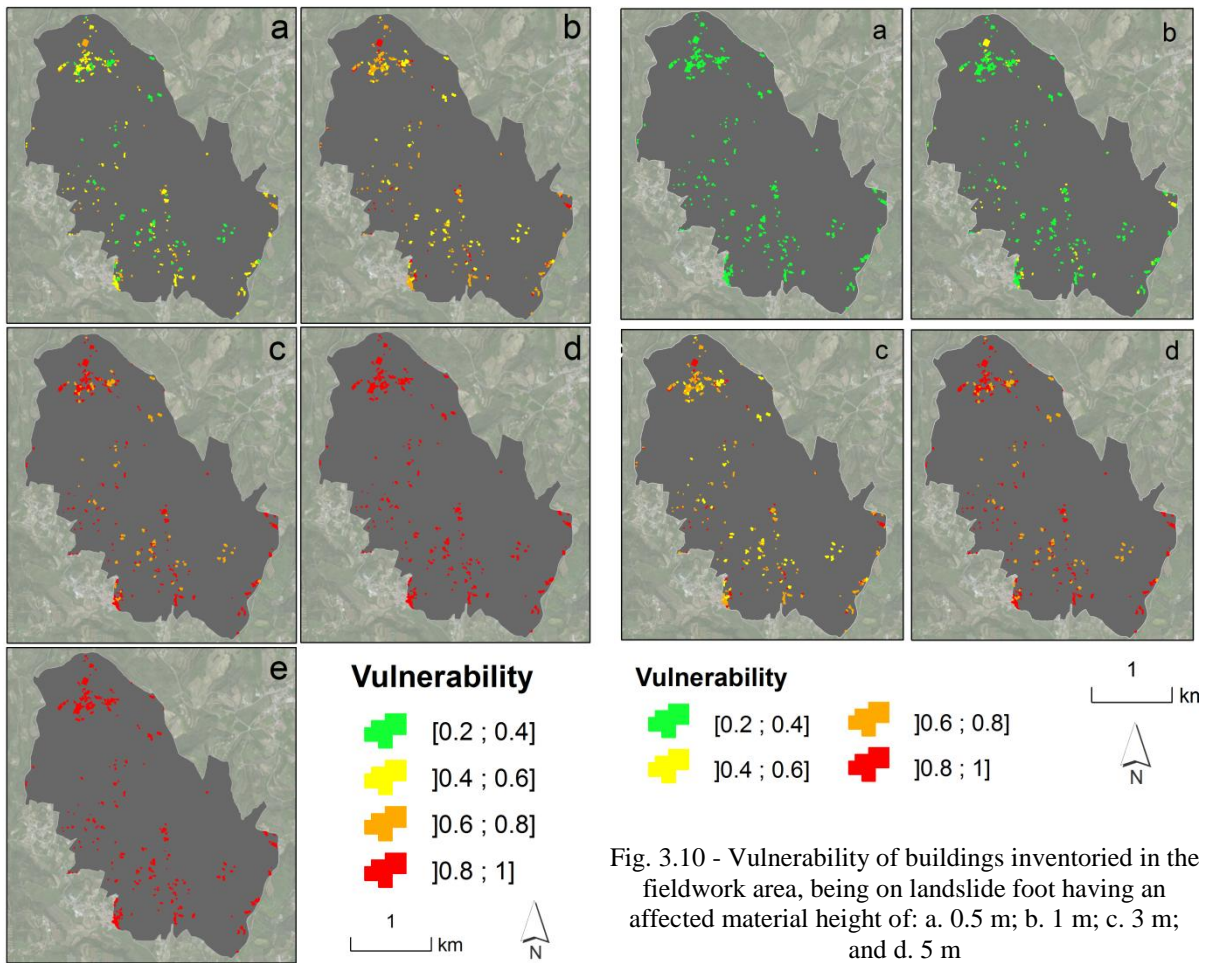 a
b
c
d
e
Vulnerability
[0.2 ; 0.4]
]0.4 ; 0.6]
]0.6 ; 0.8]
]0.8 ; 1]
1
km
N
a
b
c
d
Vulnerability
[0.2 ; 0.4]
]0.4 ; 0.6]
]0.6 ; 0.8]
]0.8 ; 1]
1
km
N
Fig. 3.10 - Vulnerability of buildings inventoried in the
fieldwork area, being on landslide foot having an
affected material height of: a. 0.5 m; b. 1 m; c. 3 m;
and d. 5 m